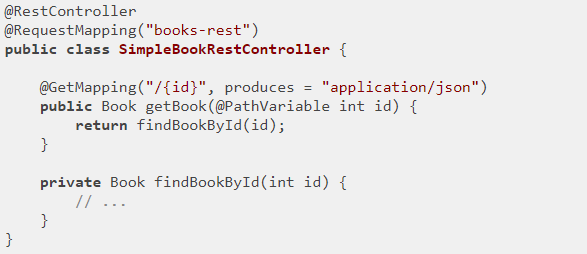 @RestController
@RequestMapping("books-rest")
public class SimpleBookRestController {
@GetMapping("/{id}", produces = "application/json")
public Book getBook(@PathVariable int id) {
return findBookById(id);
}
private Book findBookById(int id) {
// ...
}
}